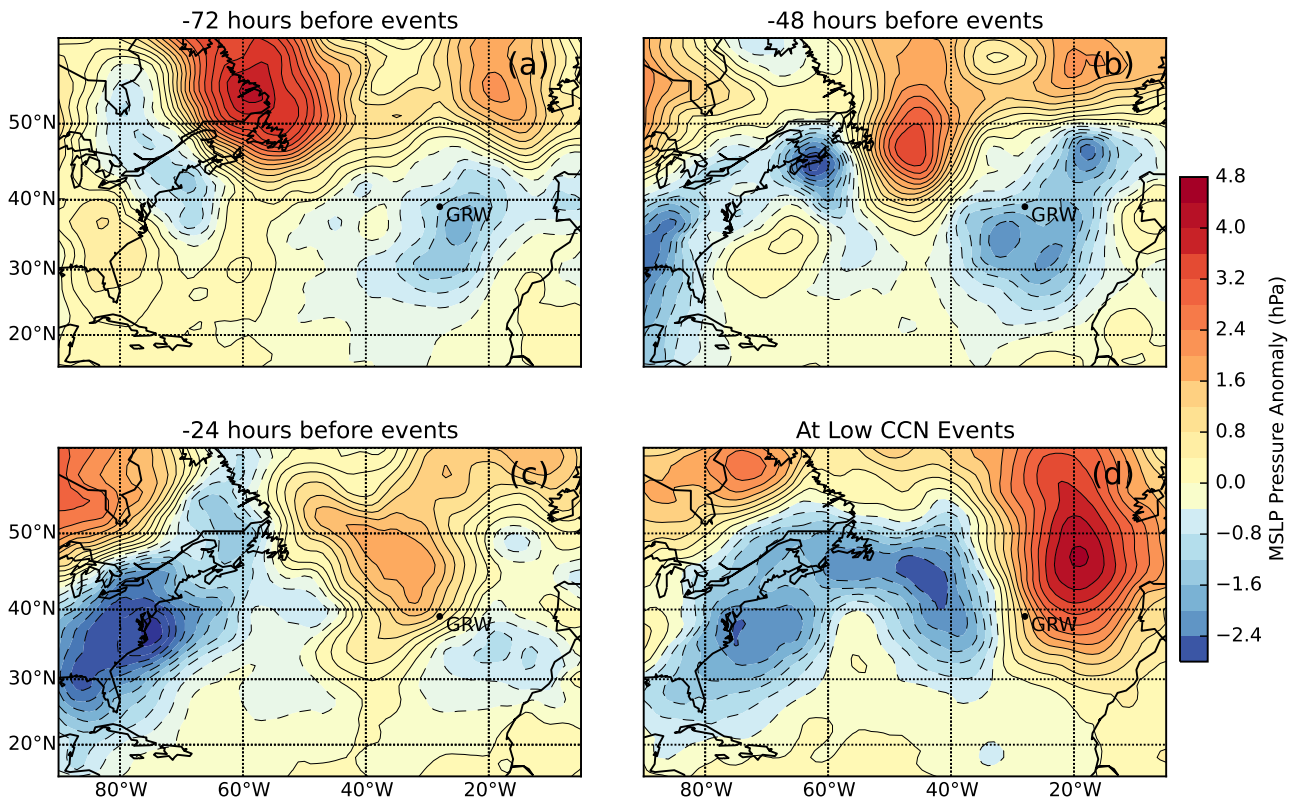 -72 hours before events
-48 hours before events
(a)
(b)
50°N
40°N
30°N
20°N
GRW
GRW
4.8
4.0
3.2
2.4
1.6
0.8
0.0
−0.8
−1.6
−2.4
MSLP Pressure Anomaly (hPa)
-24 hours before events
At Low CCN Events
(c)
(d)
50°N
40°N
30°N
20°N
GRW
GRW
80°W 60°W 40°W 20°W
80°W 60°W 40°W 20°W